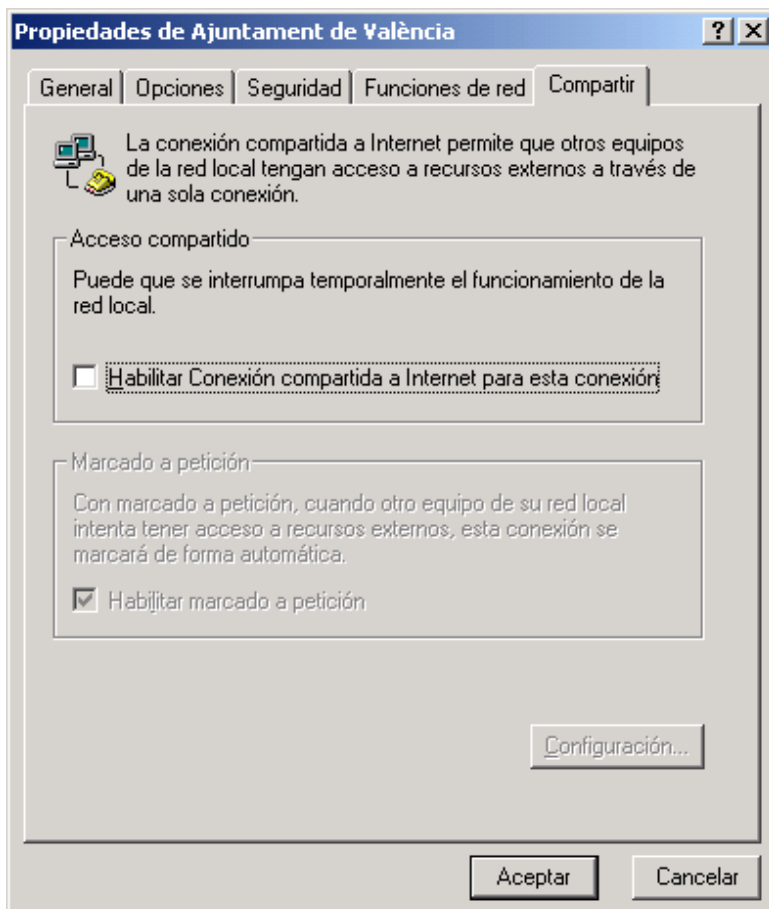 Propiedades de Ajuntament de València
General
Opciones
Seguridad
Funciones de red
Compartir
La conexión compartida a Internet permite que otros equipos
de la red local tengan acceso a recursos externos a través de
una sola conexión.
Acceso compartido
Puede que se interrumpa temporalmente el funcionamiento de la
red local.
Habilitar Conexión compartida a Internet para esta conexión
Marcado a petición
Con marcado a petición, cuando otro equipo de su red local
intenta tener acceso a recursos externos, esta conexión se
marcará de forma automática.
Habilitar marcado a petición
Configuración...
Aceptar
Cancelar